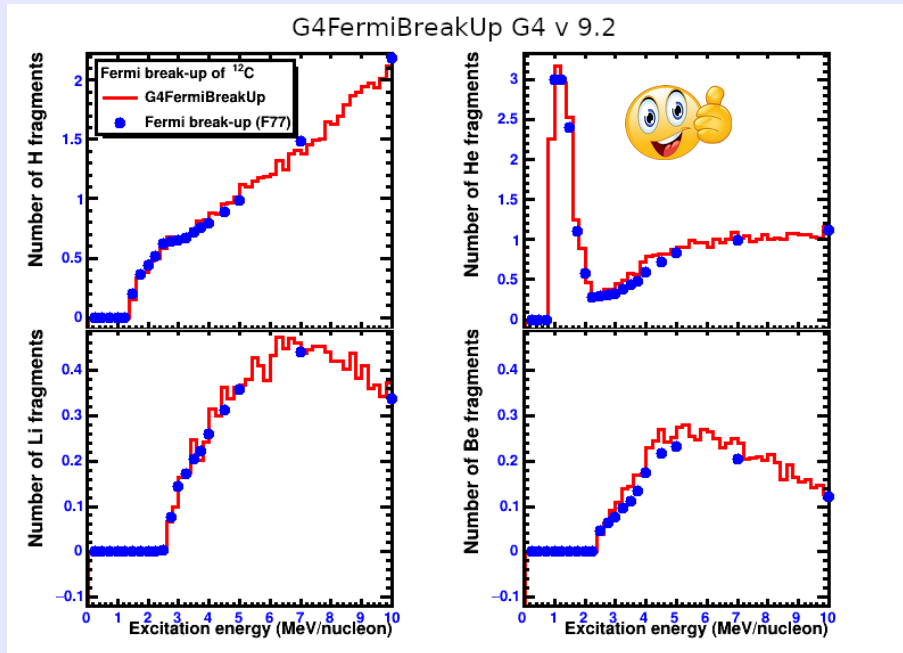 G4FermiBreakUp G4 v 9.2
Number of H fragments
Fermi break-up of ¹²C
G4FermiBreakUp
Fermi break-up (F77)
2
1.5
1
0.5
0
Number of He fragments
3
2.5
2
1.5
1
0.5
0
Number of Li fragments
0.4
0.3
0.2
0.1
0
−0.1
0 1 2 3 4 5 6 7 8 9 10
Excitation energy (MeV/nucleon)
Number of Be fragments
0.4
0.3
0.2
0.1
0
−0.1
0 1 2 3 4 5 6 7 8 9 10
Excitation energy (MeV/nucleon)